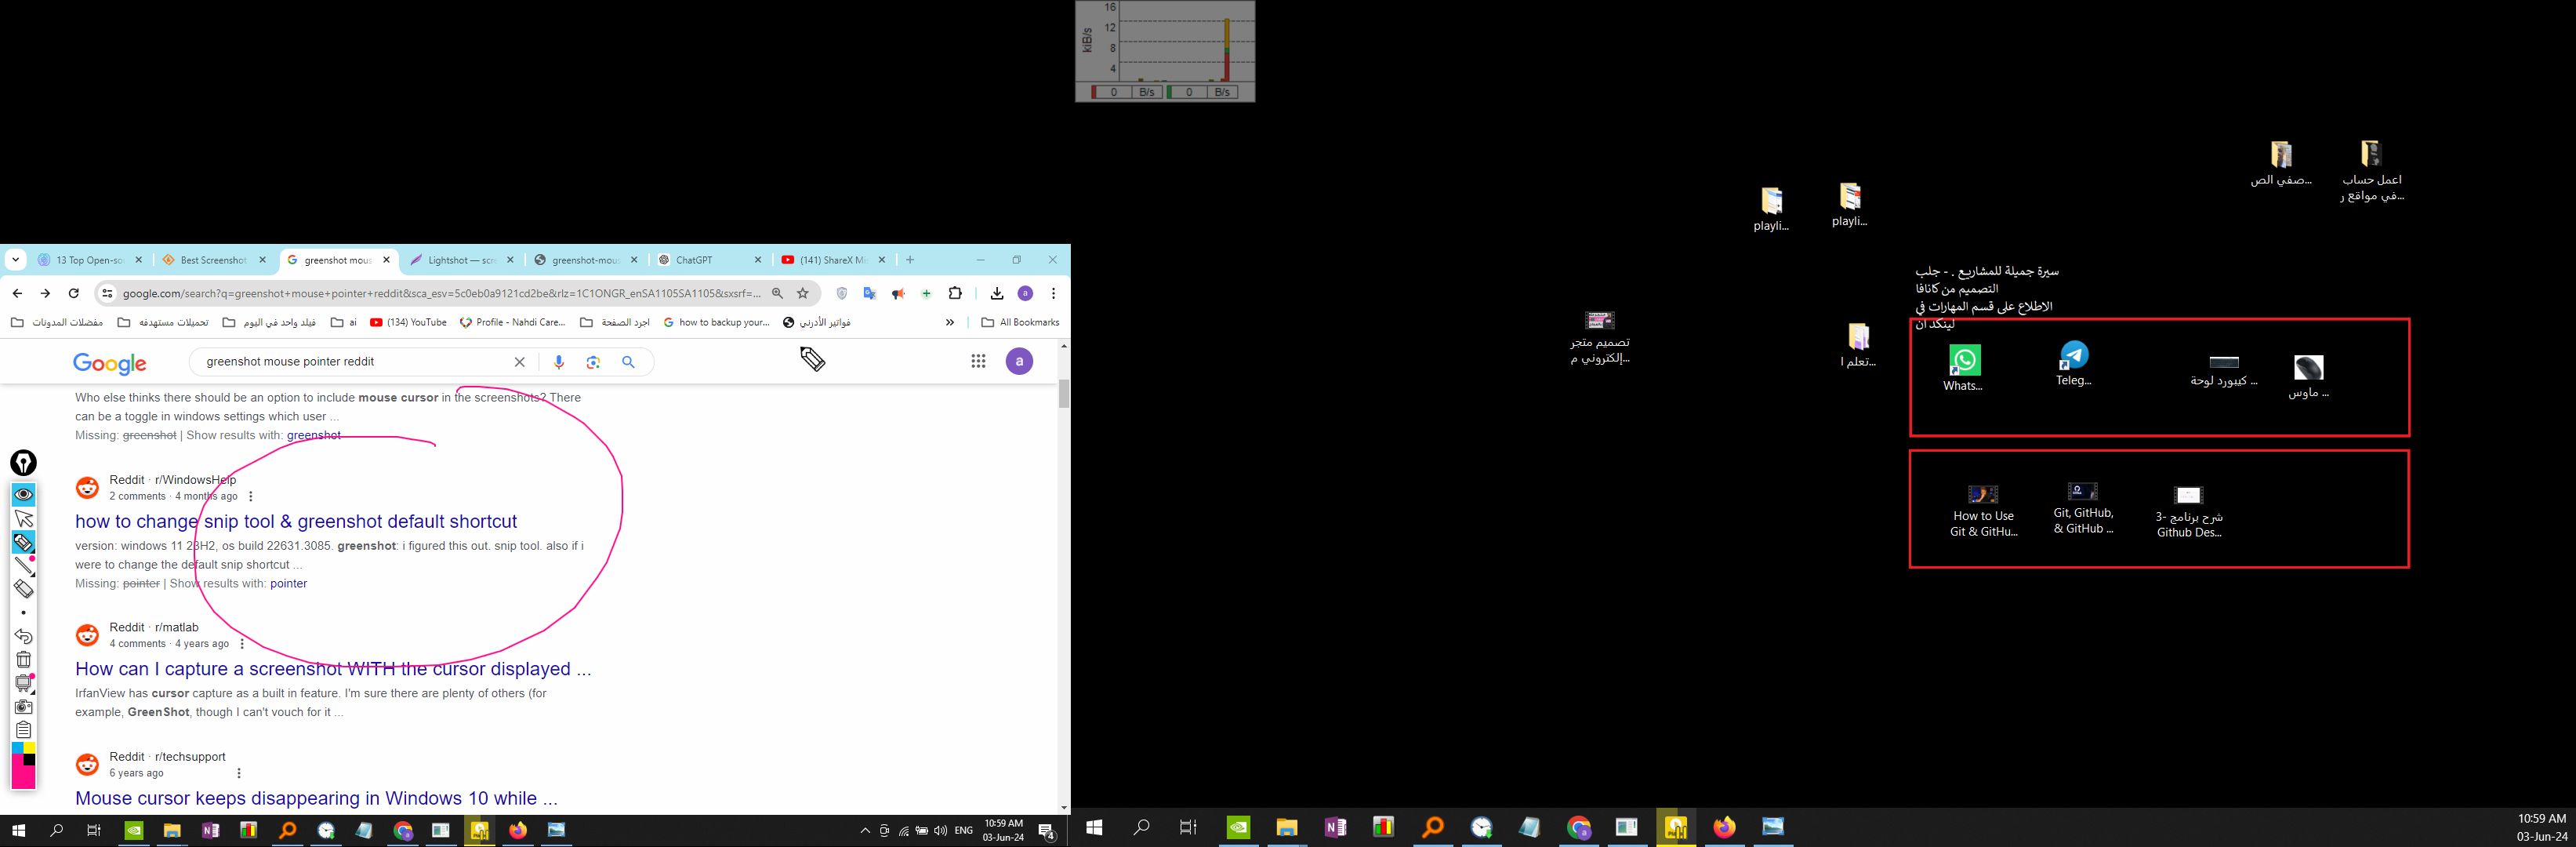 16
12
8
4
kiB/s
0 B/s 0 B/s
13 Top Open-so
Best Screenshot
greenshot mous
Lightshot — scre
greenshot-mous
ChatGPT
(141) ShareX Mi
google.com/search?q=greenshot+mouse+pointer+reddit&sca_esv=5c0eb0a9121cd2be&rlz=1C1ONGR_enSA1105SA1105&sxsrf=...
a
مفضلات المدونات
تحميلات مستهدفه
فيلد واحد في اليوم
ai
(134) YouTube
Profile - Nahdi Care...
اجرد الصفحة
how to backup your...
فواتير الأدرني
»
All Bookmarks
Google
greenshot mouse pointer reddit
a
Who else thinks there should be an option to include mouse cursor in the screenshots? There
can be a toggle in windows settings which user ...
Missing: greenshot | Show results with: greenshot
Reddit · r/WindowsHelp
2 comments · 4 months ago
how to change snip tool & greenshot default shortcut
version: windows 11 23H2, os build 22631.3085. greenshot: i figured this out. snip tool. also if i
were to change the default snip shortcut ...
Missing: pointer | Show results with: pointer
Reddit · r/matlab
4 comments · 4 years ago
How can I capture a screenshot WITH the cursor displayed ...
IrfanView has cursor capture as a built in feature. I'm sure there are plenty of others (for
example, GreenShot, though I can't vouch for it ...
Reddit · r/techsupport
6 years ago
Mouse cursor keeps disappearing in Windows 10 while ...
ENG
10:59 AM
03-Jun-24
4
صفي الص...
اعمل حساب
في مواقع ر...
playli...
playli...
سيرة جميلة للمشاريع . - جلب
التصميم من كانافا
الاطلاع على قسم المهارات في
لينكد ان
تصميم متجر
إلكتروني م...
تعلم ا...
Whats...
Teleg...
كيبورد لوحة ...
ماوس ...
How to Use
Git & GitHu...
Git, GitHub,
& GitHub ...
3- شرح برنامج
Github Des...
10:59 AM
03-Jun-24